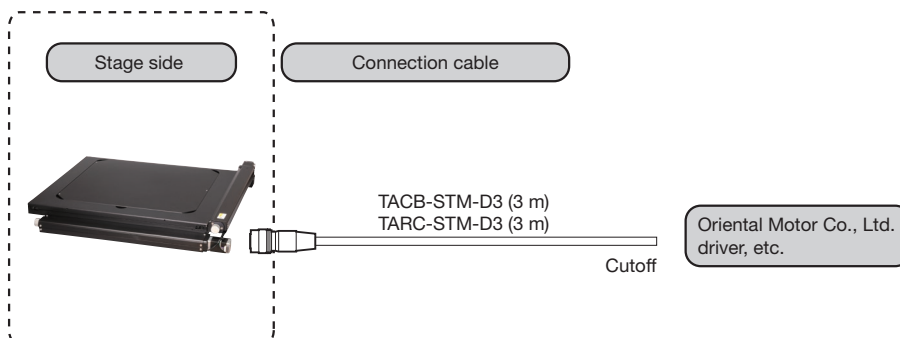 Stage side
Connection cable
TACB-STM-D3 (3 m)
TARC-STM-D3 (3 m)
Cutoff
Oriental Motor Co., Ltd.
driver, etc.